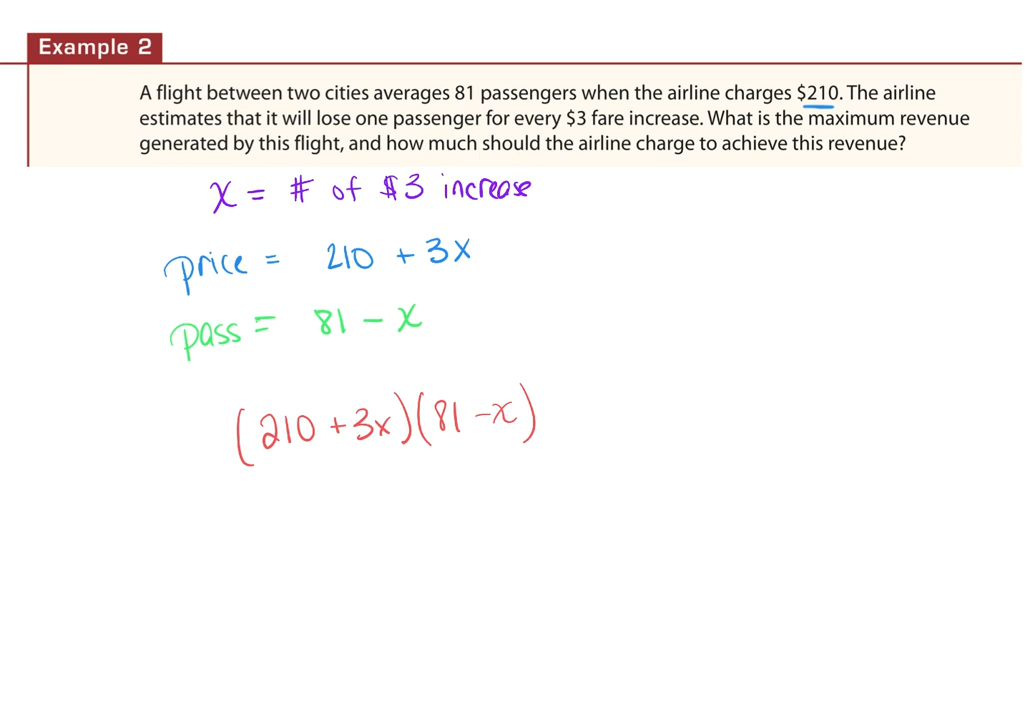 Example 2
A flight between two cities averages 81 passengers when the airline charges $210. The airline
estimates that it will lose one passenger for every $3 fare increase. What is the maximum revenue
generated by this flight, and how much should the airline charge to achieve this revenue?
x = # of $3 increase
price = 210 + 3x
pass = 81 - x
(210 + 3x)(81 - x)